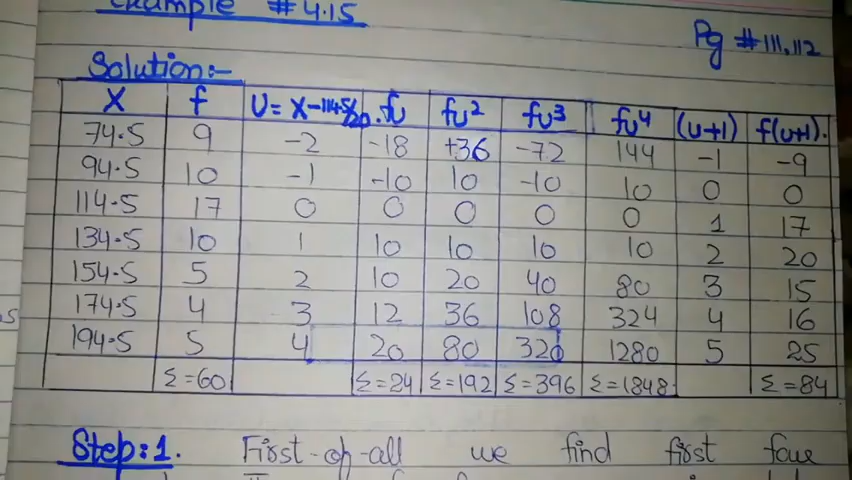 Example #4.15
Pg #111,112
Solution:-
X f U = X-114.5/20 . fu fu² fu³ fu⁴ (u+1) f(u+1).
74.5 9 -2 -18 +36 -72 144 -1 -9
94.5 10 -1 -10 10 -10 10 0 0
114.5 17 0 0 0 0 0 1 17
134.5 10 1 10 10 10 10 2 20
154.5 5 2 10 20 40 80 3 15
174.5 4 3 12 36 108 324 4 16
194.5 5 4 20 80 320 1280 5 25
Σ=60 Σ=24 Σ=192 Σ=396 Σ=1848 Σ=84
Step:1. First-of-all we find first four